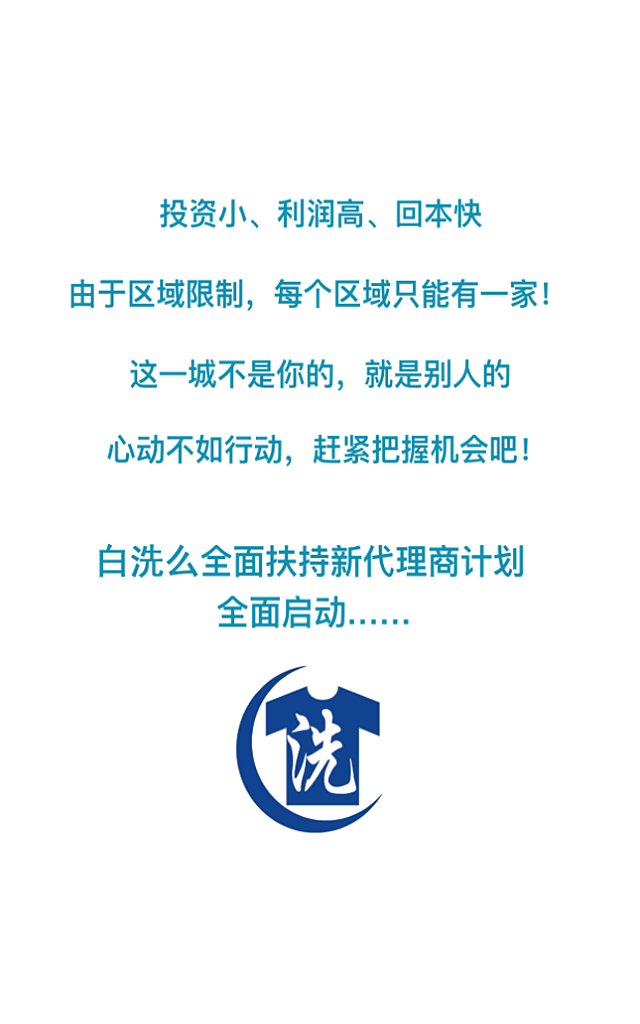 投资小、利润高、回本快
由于区域限制，每个区域只能有一家！
这一城不是你的，就是别人的
心动不如行动，赶紧把握机会吧！
白洗么全面扶持新代理商计划
全面启动……
洗